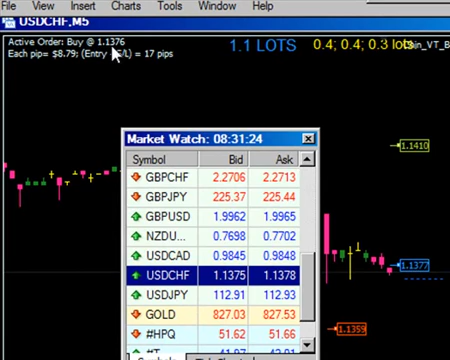 File View Insert Charts Tools Window Help
USDCHF,M5
Active Order: Buy @ 1.1376
1.1 LOTS
0.4; 0.4; 0.3 lots
Each pip= $8.79; (Entry = 17 pips
1.1410
Market Watch: 08:31:24
Symbol Bid Ask
GBPCHF 2.2706 2.2713
GBPJPY 225.37 225.44
GBPUSD 1.9962 1.9965
NZDU... 0.7698 0.7702
USDCAD 0.9845 0.9848
USDCHF 1.1375 1.1378
1.1377
USDJPY 112.91 112.93
GOLD 827.03 827.53
#HPQ 51.62 51.66
1.1359